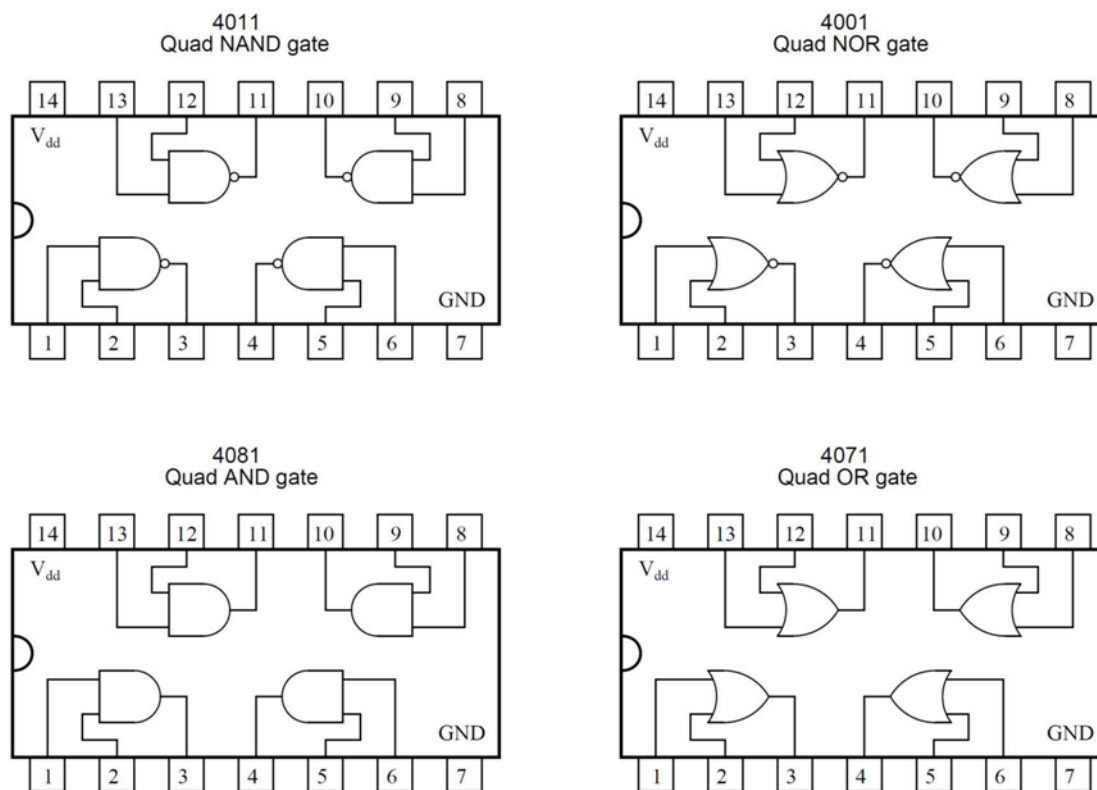 4011
Quad NAND gate
14 13 12 11 10 9 8
Vdd
GND
1 2 3 4 5 6 7
4001
Quad NOR gate
14 13 12 11 10 9 8
Vdd
GND
1 2 3 4 5 6 7
4081
Quad AND gate
14 13 12 11 10 9 8
Vdd
GND
1 2 3 4 5 6 7
4071
Quad OR gate
14 13 12 11 10 9 8
Vdd
GND
1 2 3 4 5 6 7